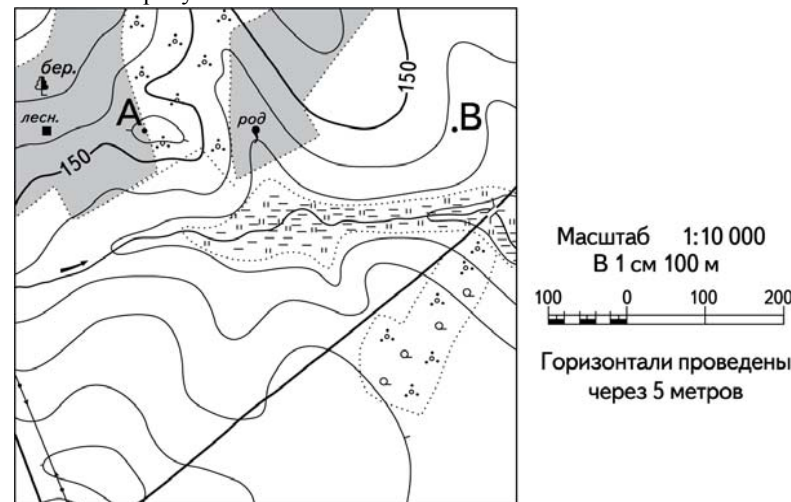 бер.
лесн.
А
150
род
150
В
Масштаб 1:10 000
В 1 см 100 м
100 0 100 200
Горизонтали проведены
через 5 метров